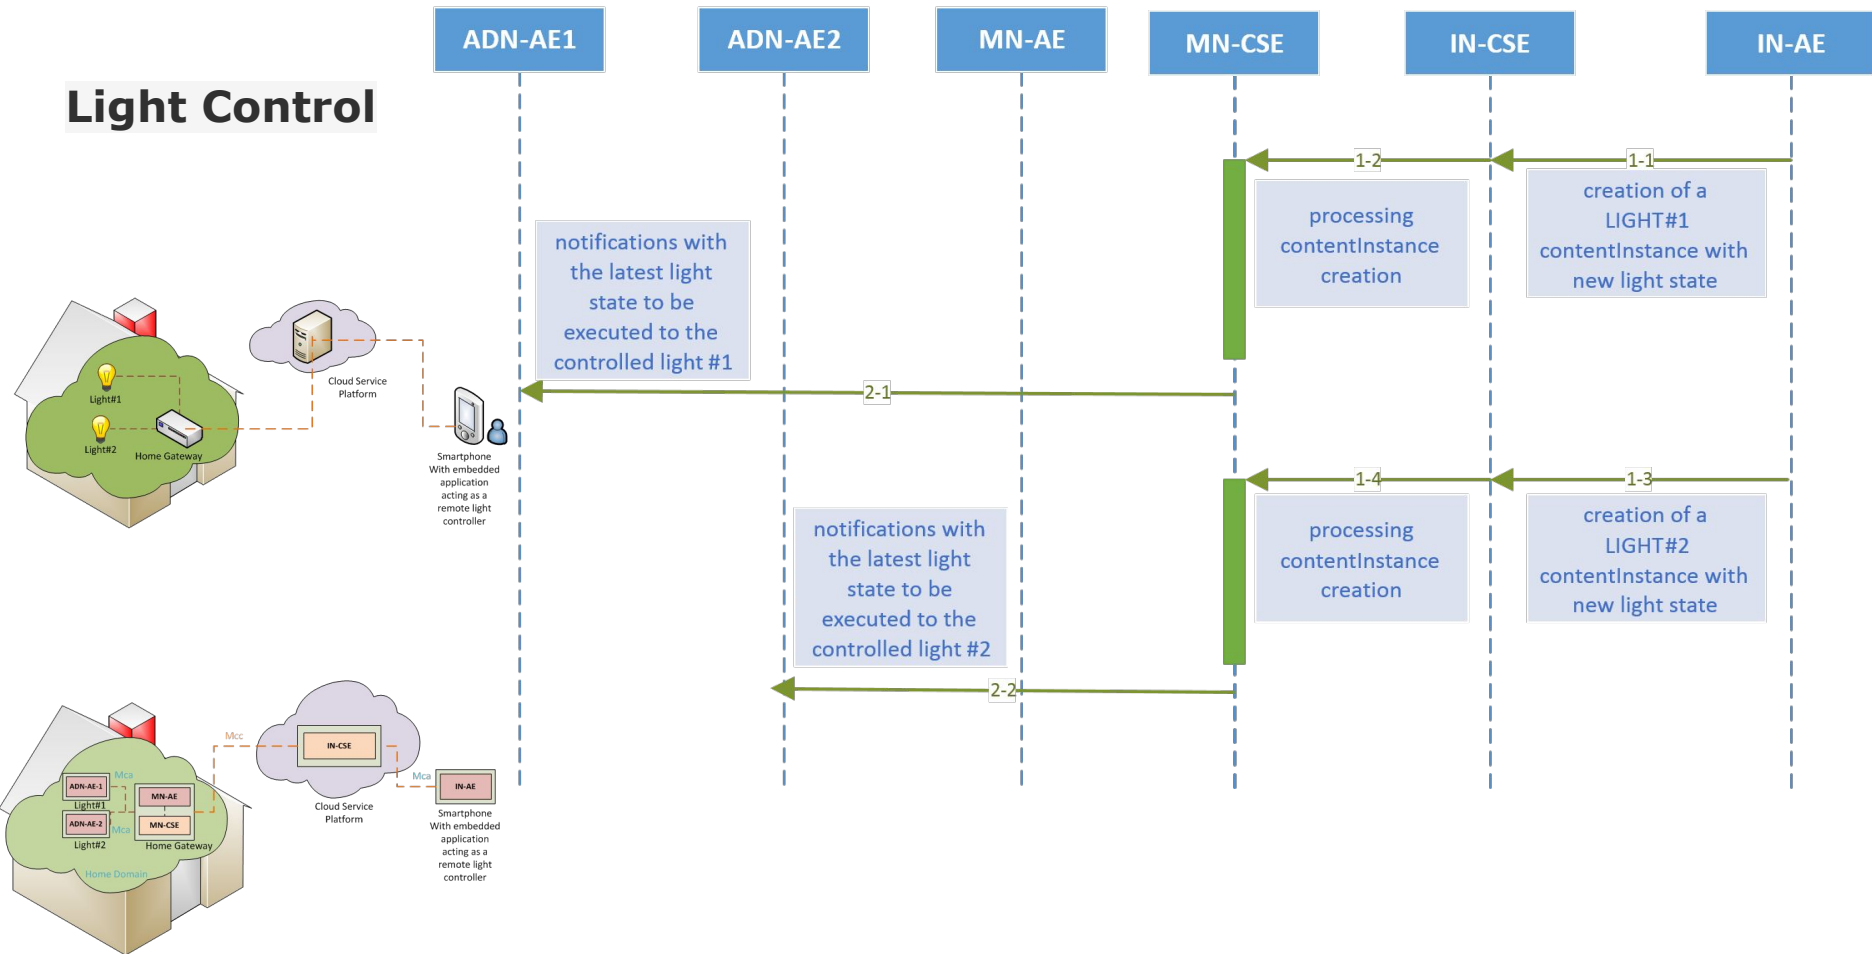 ADN-AE1
ADN-AE2
MN-AE
MN-CSE
IN-CSE
IN-AE
Light Control
1-2
1-1
processing
contentInstance
creation
creation of a
LIGHT#1
contentInstance with
new light state
notifications with
the latest light
state to be
executed to the
controlled light #1
2-1
Light#1
Light#2
Home Gateway
Cloud Service
Platform
Smartphone
With embedded
application
acting as a
remote light
controller
1-4
1-3
processing
contentInstance
creation
creation of a
LIGHT#2
contentInstance with
new light state
notifications with
the latest light
state to be
executed to the
controlled light #2
2-2
Mcc
IN-CSE
Cloud Service
Platform
Mca
IN-AE
Smartphone
With embedded
application
acting as a
remote light
controller
Mca
ADN-AE-1
Light#1
ADN-AE-2
Mca
Light#2
MN-AE
MN-CSE
Home Gateway
Home Domain